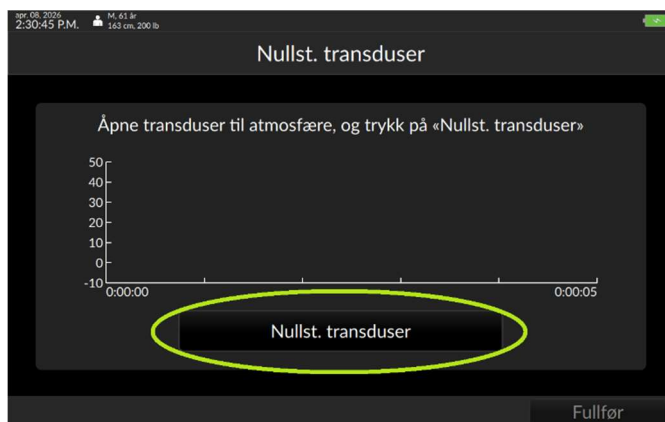 apr. 08, 2026
2:30:45 P.M.
M, 61 år
163 cm, 200 lb
Nullst. transduser
Åpne transduser til atmosfære, og trykk på «Nullst. transduser»
50
40
30
20
10
0
-10
0:00:00
0:00:05
Nullst. transduser
Fullfør